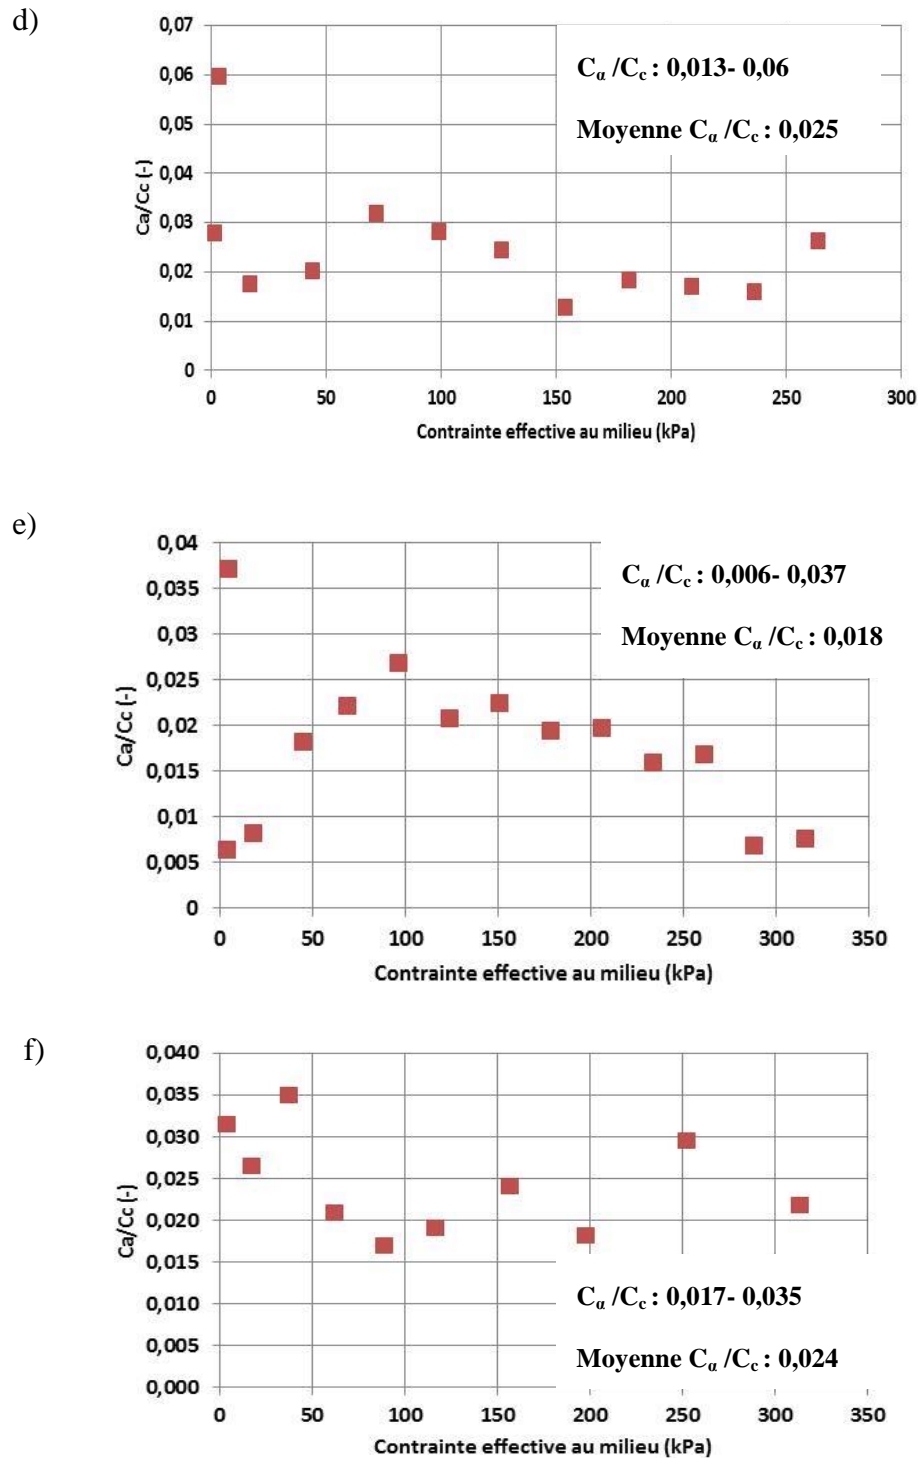 d)
0,07
0,06
0,05
0,04
0,03
0,02
0,01
0
Ca/Cc (-)
0 50 100 150 200 250 300
Contrainte effective au milieu (kPa)
Cα /Cc : 0,013- 0,06
Moyenne Cα /Cc : 0,025
e)
0,04
0,035
0,03
0,025
0,02
0,015
0,01
0,005
0
Ca/Cc (-)
0 50 100 150 200 250 300 350
Contrainte effective au milieu (kPa)
Cα /Cc : 0,006- 0,037
Moyenne Cα /Cc : 0,018
f)
0,040
0,035
0,030
0,025
0,020
0,015
0,010
0,005
0,000
Ca/Cc (-)
0 50 100 150 200 250 300 350
Contrainte effective au milieu (kPa)
Cα /Cc : 0,017- 0,035
Moyenne Cα /Cc : 0,024